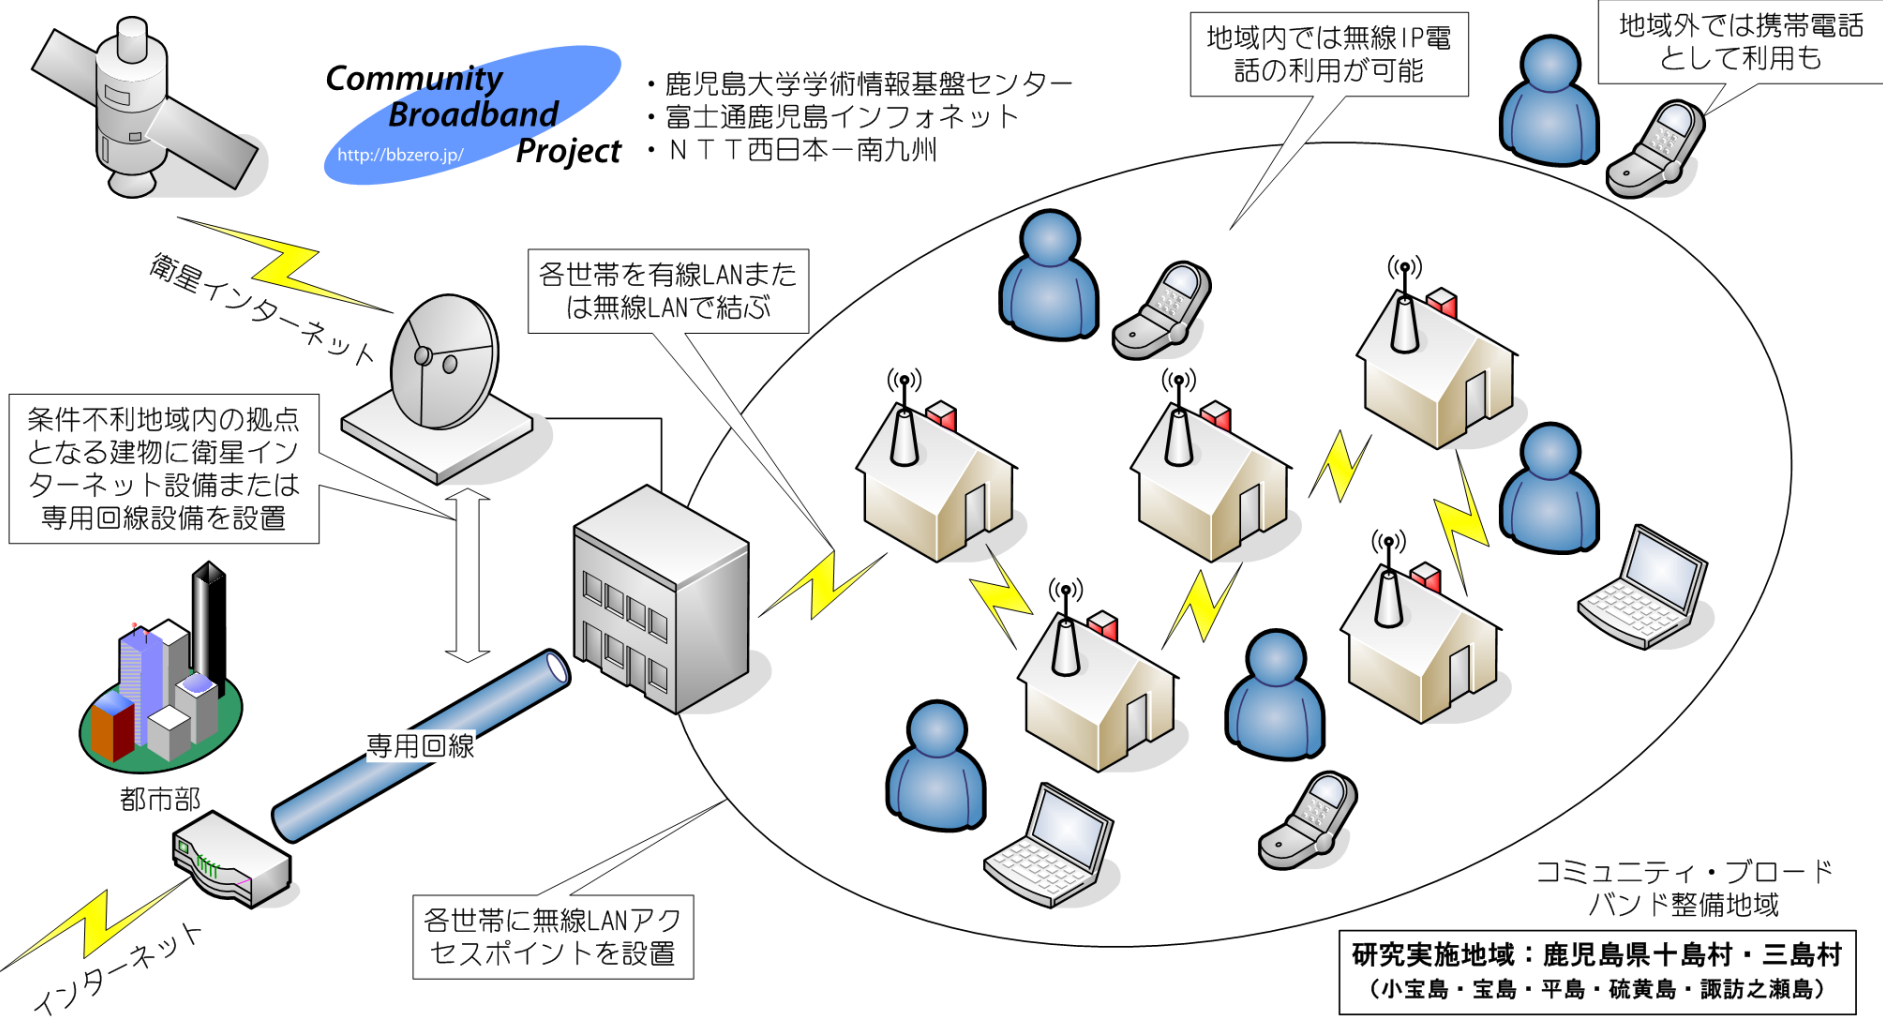 Community
Broadband
Project
http://bbzero.jp/
・鹿児島大学学術情報基盤センター
・富士通鹿児島インフォネット
・ＮＴＴ西日本－南九州
地域内では無線IP電
話の利用が可能
地域外では携帯電話
として利用も
衛星インターネット
各世帯を有線LANまた
は無線LANで結ぶ
条件不利地域内の拠点
となる建物に衛星イン
ターネット設備または
専用回線設備を設置
専用回線
都市部
インターネット
各世帯に無線LANアク
セスポイントを設置
コミュニティ・ブロード
バンド整備地域
研究実施地域：鹿児島県十島村・三島村
（小宝島・宝島・平島・硫黄島・諏訪之瀬島）